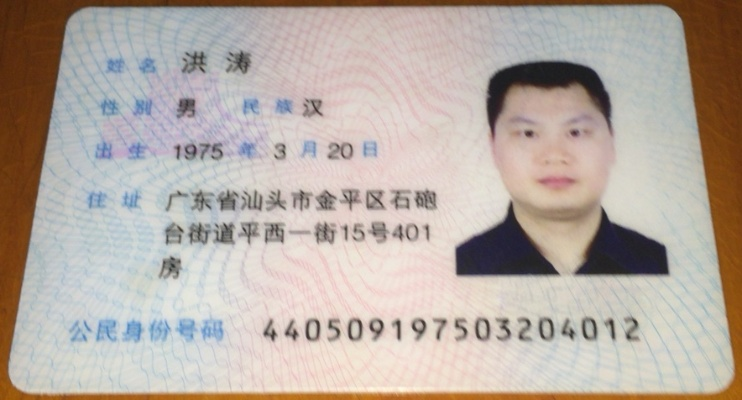 姓名 洪涛
性别 男 民族 汉
出生 1975 年 3 月 20 日
住址 广东省汕头市金平区石砲
台街道平西一街15号401
房
公民身份号码 440509197503204012